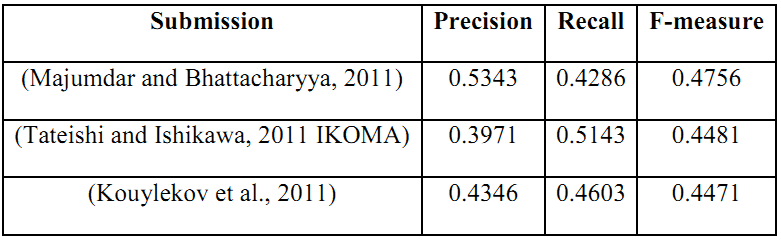 Submission Precision Recall F-measure
(Majumdar and Bhattacharyya, 2011) 0.5343 0.4286 0.4756
(Tateishi and Ishikawa, 2011 IKOMA) 0.3971 0.5143 0.4481
(Kouylekov et al., 2011) 0.4346 0.4603 0.4471